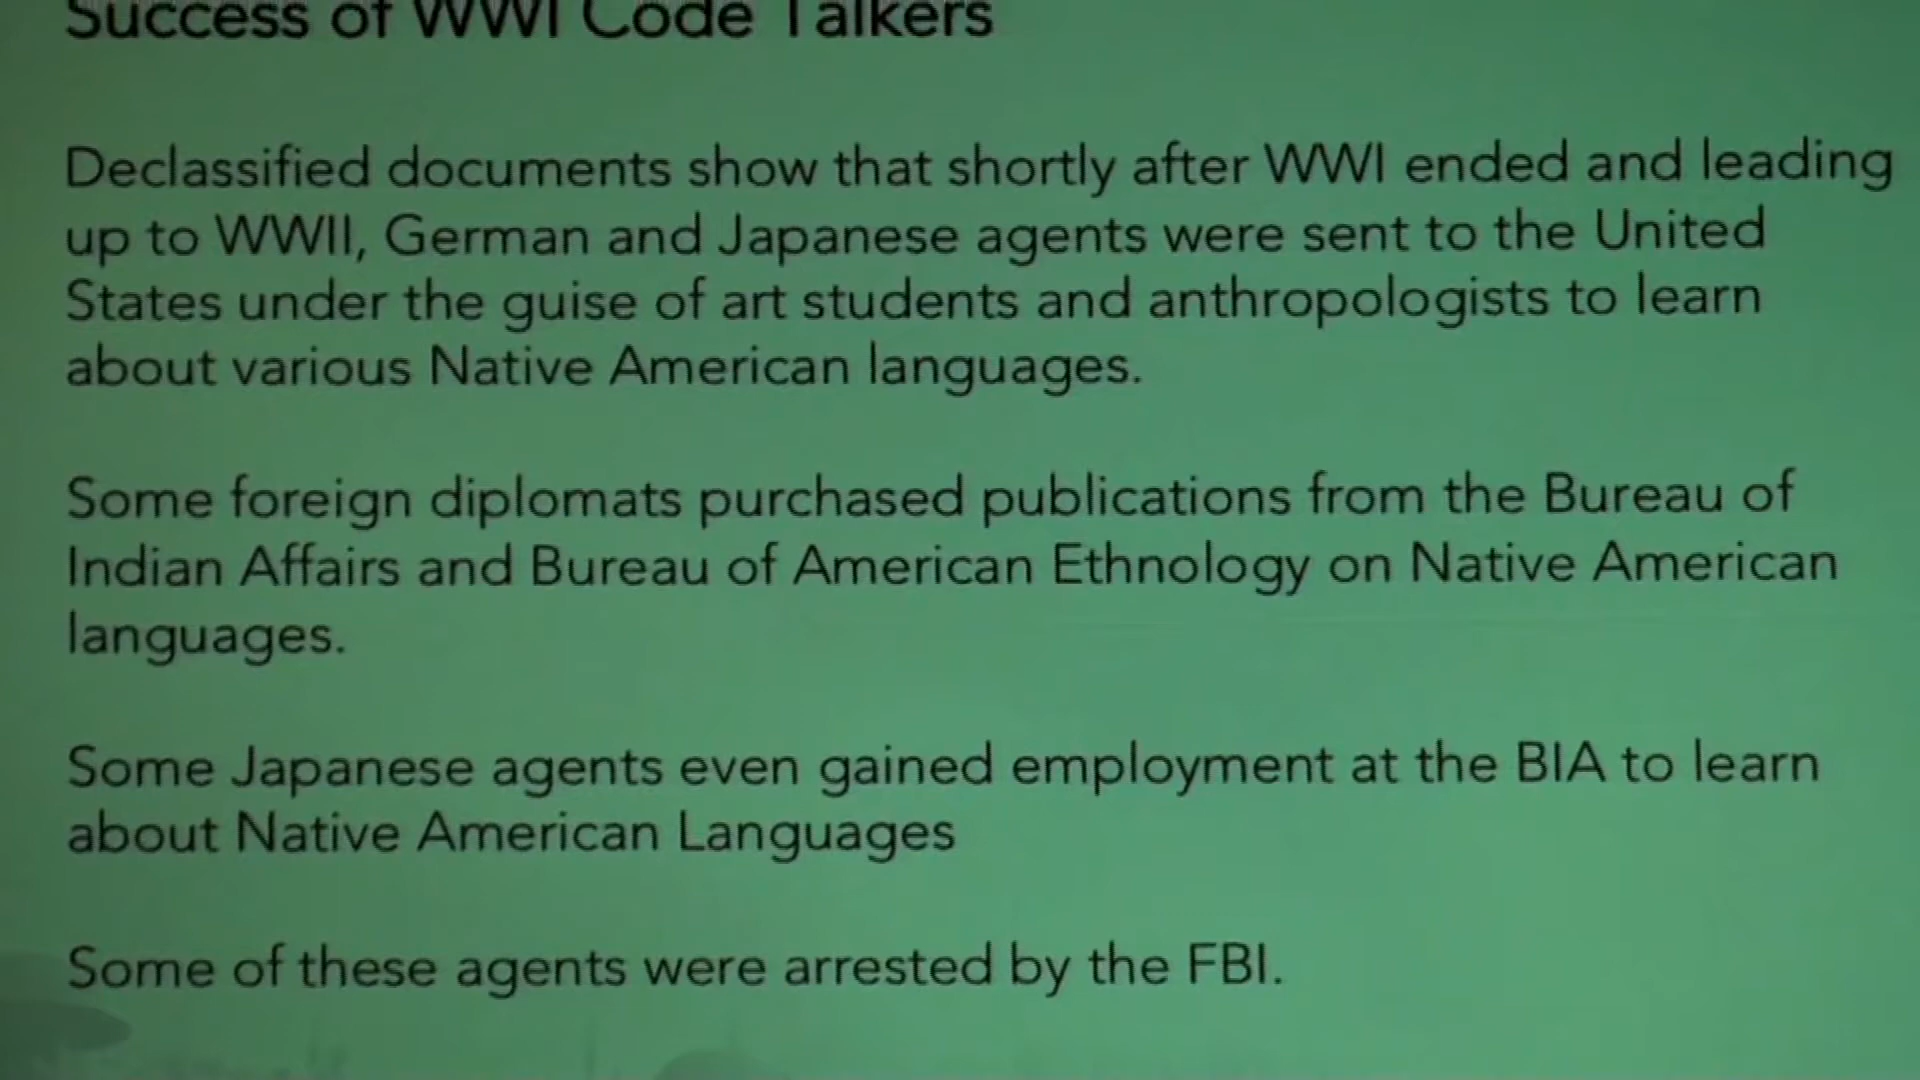 Success of WWI Code Talkers
Declassified documents show that shortly after WWI ended and leading
up to WWII, German and Japanese agents were sent to the United
States under the guise of art students and anthropologists to learn
about various Native American languages.
Some foreign diplomats purchased publications from the Bureau of
Indian Affairs and Bureau of American Ethnology on Native American
languages.
Some Japanese agents even gained employment at the BIA to learn
about Native American Languages
Some of these agents were arrested by the FBI.